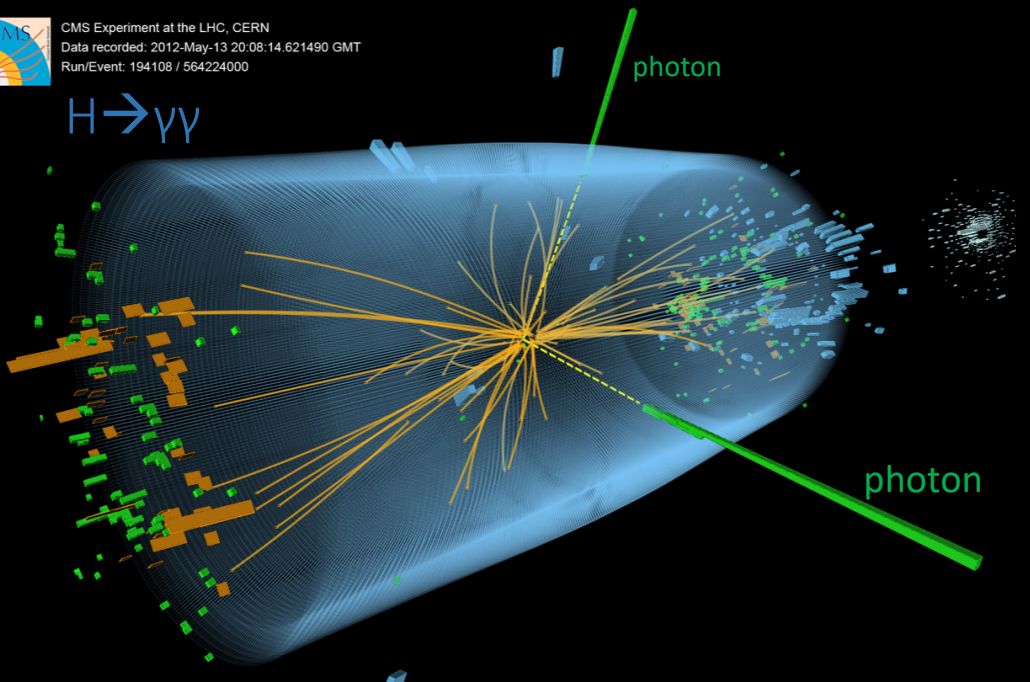 CMS
CMS Experiment at the LHC, CERN
Data recorded: 2012-May-13 20:08:14.621490 GMT
Run/Event: 194108 / 564224000
H→γγ
photon
photon